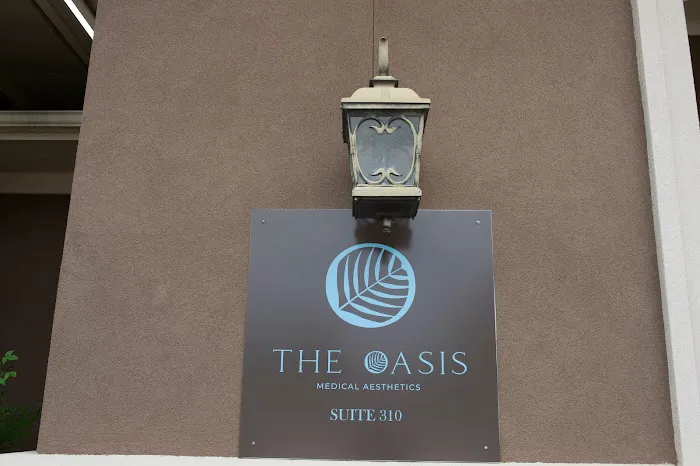 THE OASIS
MEDICAL AESTHETICS
SUITE 310